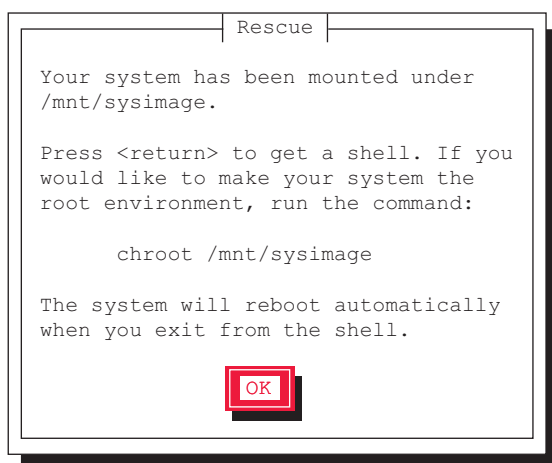 Rescue
Your system has been mounted under
/mnt/sysimage.
Press <return> to get a shell. If you
would like to make your system the
root environment, run the command:
chroot /mnt/sysimage
The system will reboot automatically
when you exit from the shell.
OK